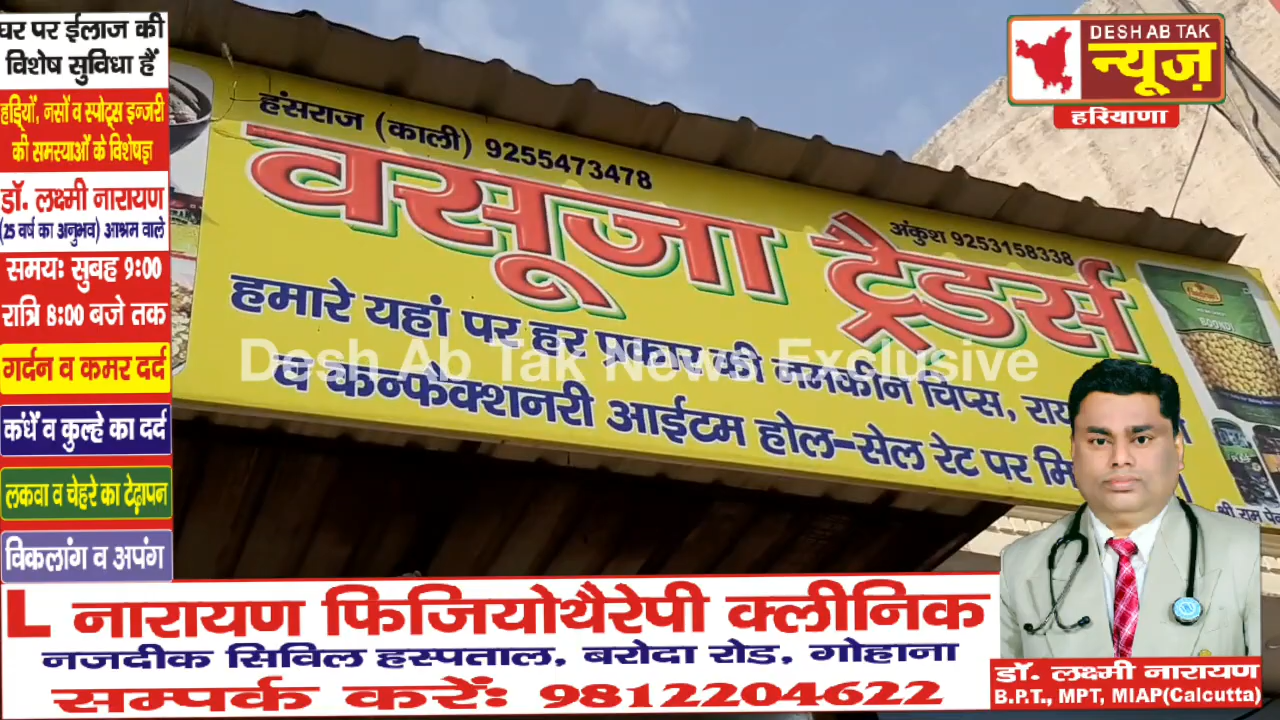 घर पर ईलाज की
विशेष सुविधा हैं
हड्डियों, नसों व स्पोट्र्स इन्जरी
की समस्याओं के विशेषज्ञ
डॉ. लक्ष्मी नारायण
(25 वर्ष का अनुभव) आश्रम वाले
समयः सुबह 9:00
रात्रि 8:00 बजे तक
गर्दन व कमर दर्द
कंधें व कुल्हे का दर्द
लकवा व चेहरे का टेढ़ापन
विकलांग व अपंग
DESH AB TAK
न्यूज़
हरियाणा
हंसराज (काली) 9255473478
अंकुश 9253158338
वसूजा ट्रैडर्स
हमारे यहां पर हर प्रकार की नमकीन चिप्स,
व कन्फेक्शनरी आईटम होल-सेल रेट पर
BOONDI
श्री राम
Desh Ab Tak News Exclusive
L नारायण फिजियोथैरेपी क्लीनिक
नजदीक सिविल हस्पताल, बरोदा रोड, गोहाना
सम्पर्क करें: 9812204622
डॉ. लक्ष्मी नारायण
B.P.T., MPT, MIAP(Calcutta)